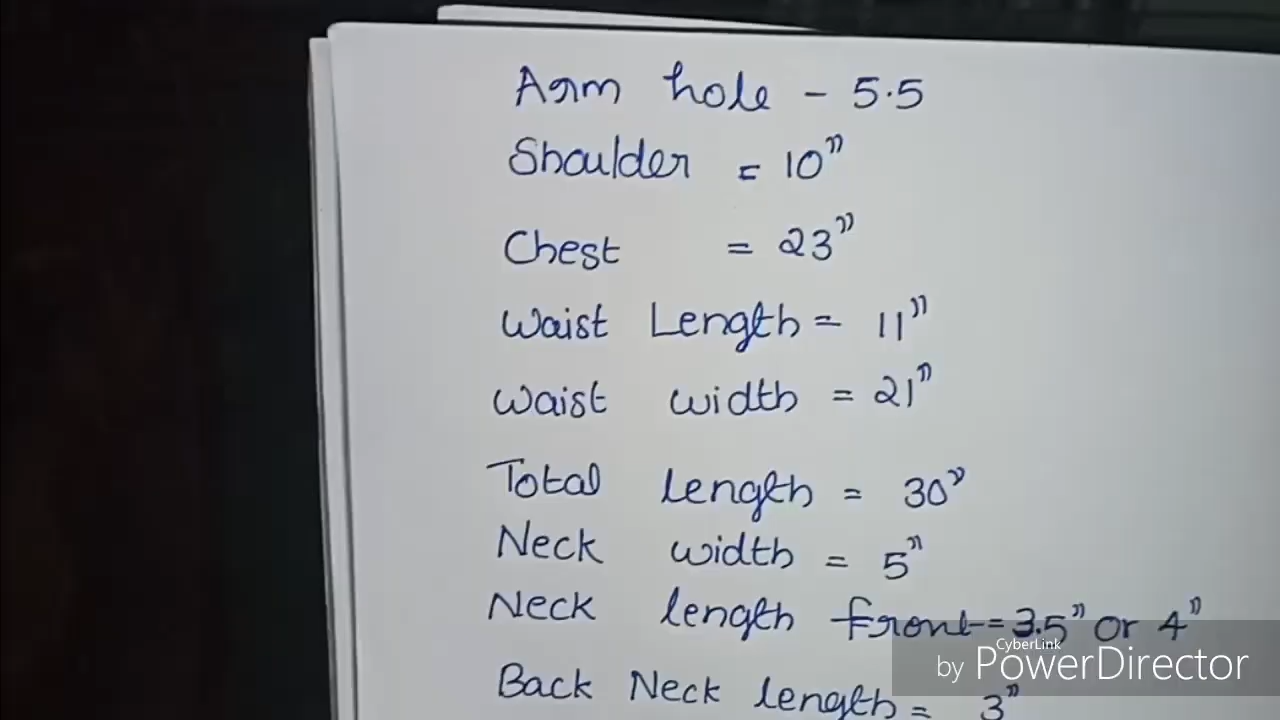 Arm hole - 5.5
Shoulder = 10"
Chest = 23"
Waist Length = 11"
Waist width = 21"
Total length = 30"
Neck width = 5"
Neck length front = 3.5" or 4"
Back Neck length = 3"
CyberLink
by PowerDirector